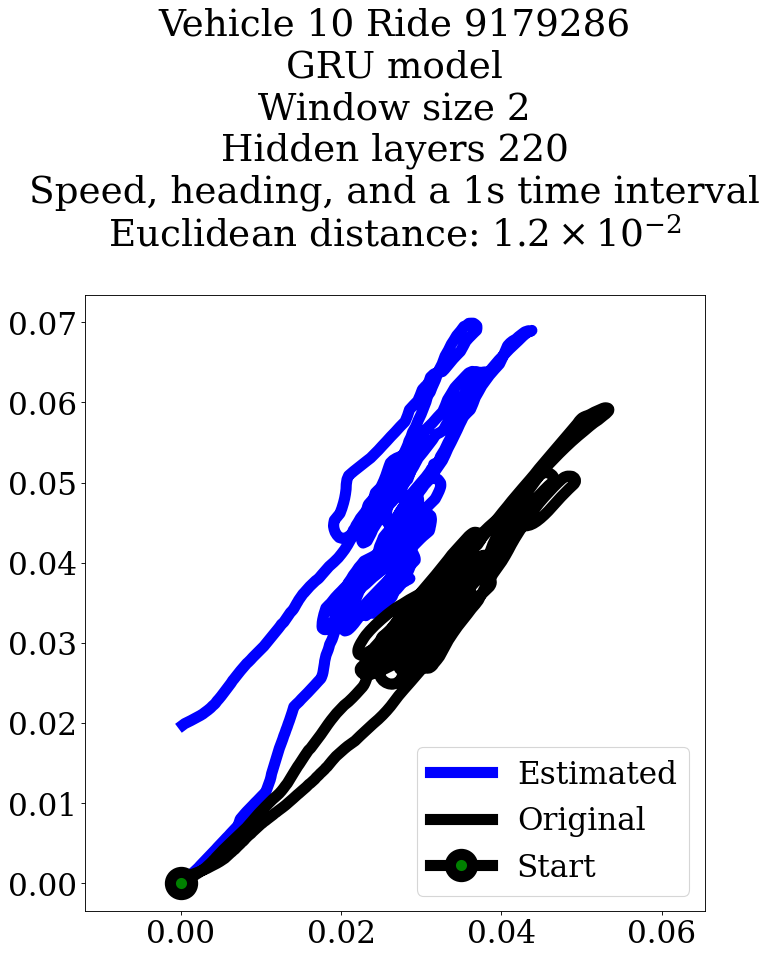 Vehicle 10 Ride 9179286
GRU model
Window size 2
Hidden layers 220
Speed, heading, and a 1s time interval
Euclidean distance: 1.2 × 10⁻²
0.07
0.06
0.05
0.04
0.03
0.02
0.01
0.00
Estimated
Original
Start
0.00 0.02 0.04 0.06